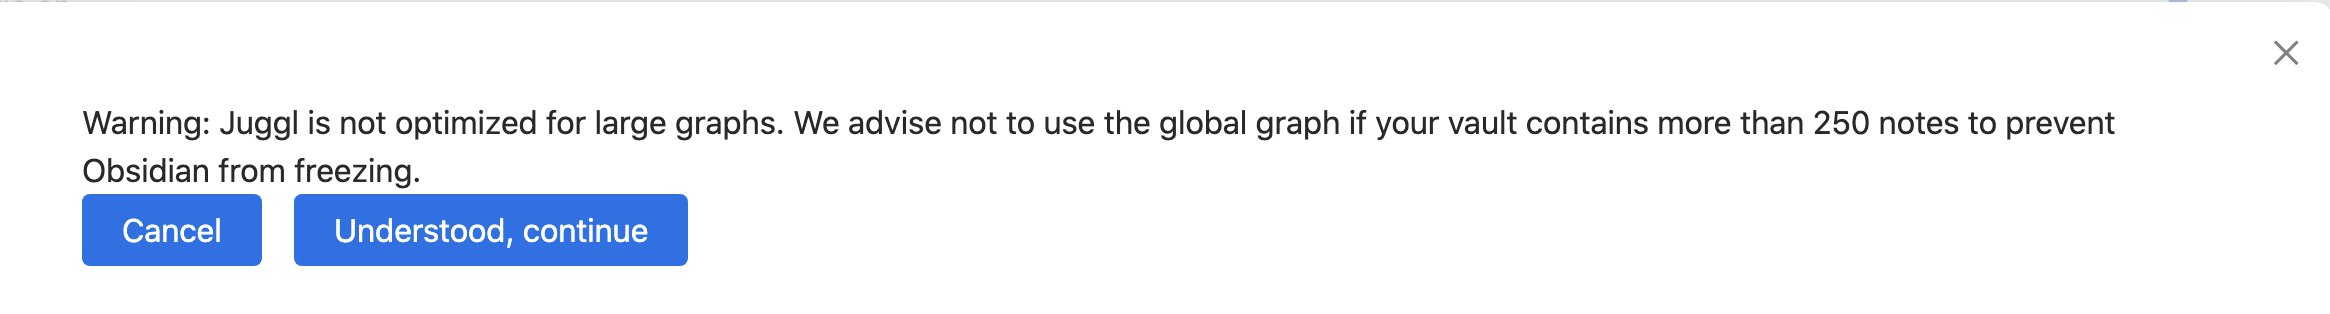 Warning: Juggl is not optimized for large graphs. We advise not to use the global graph if your vault contains more than 250 notes to prevent
Obsidian from freezing.
Cancel
Understood, continue